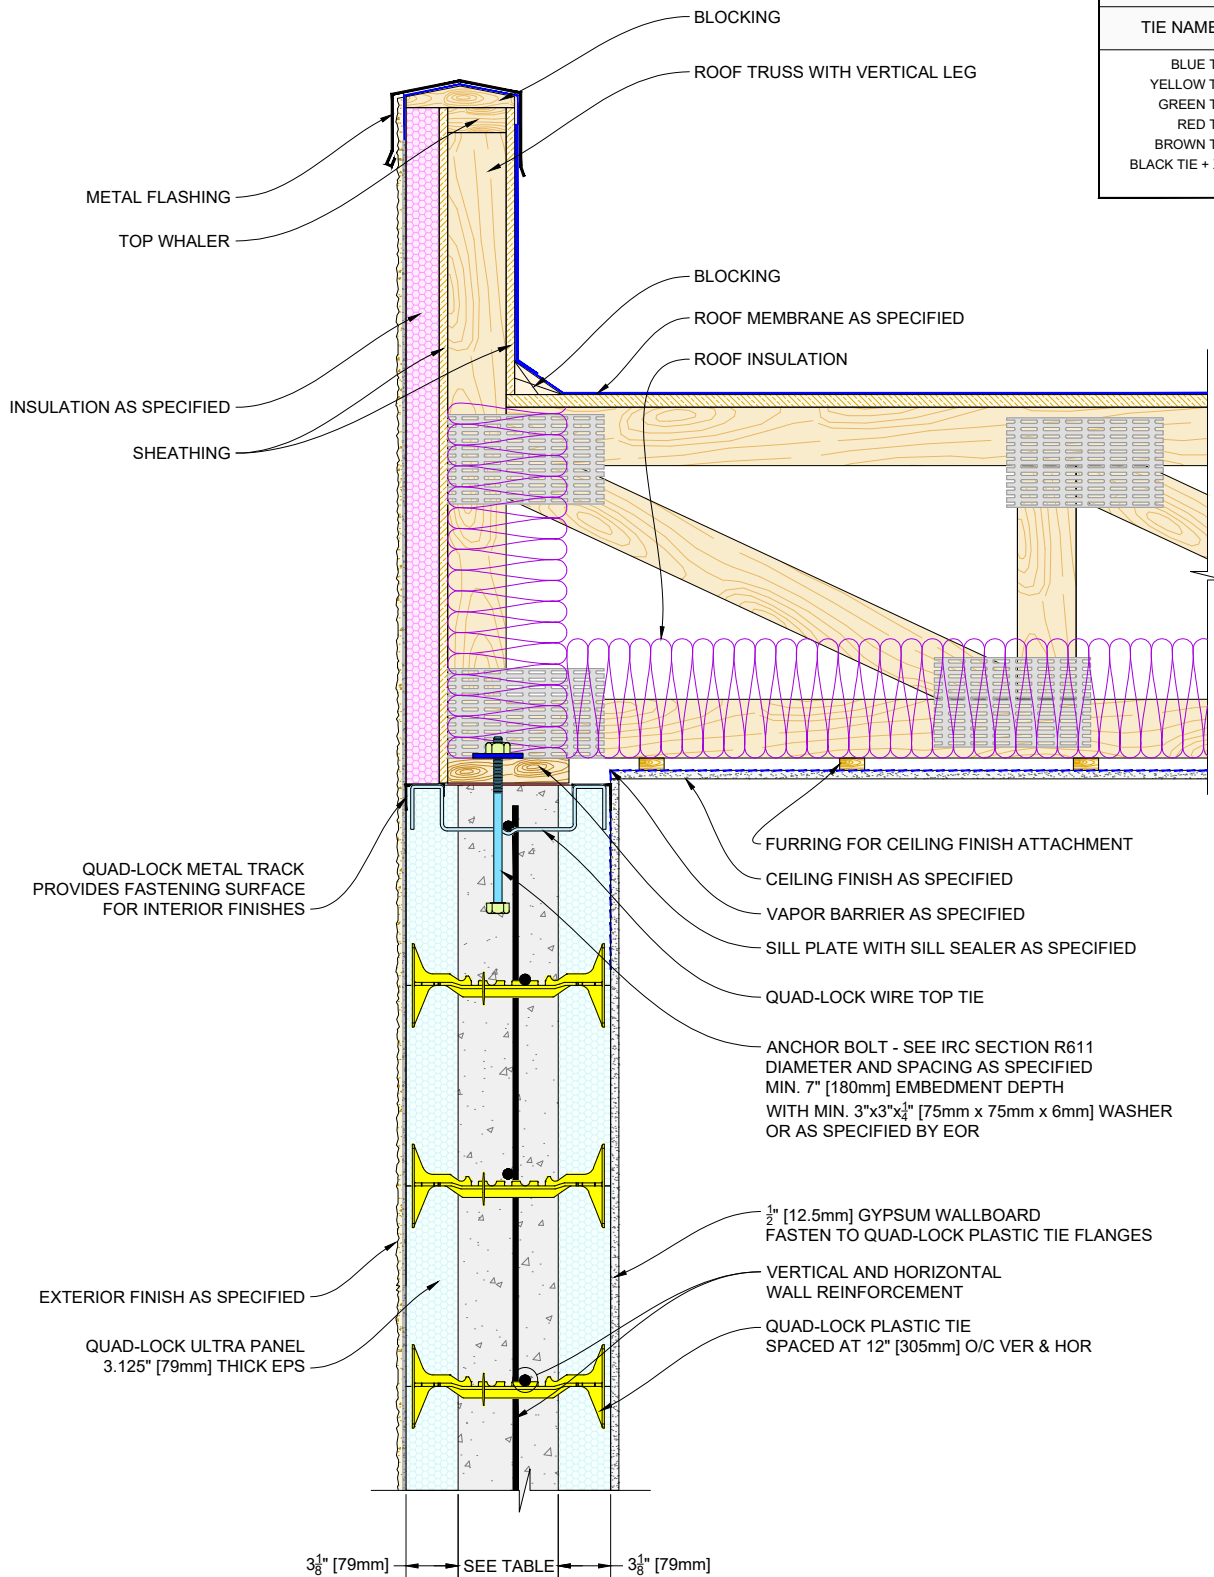 BLOCKING
ROOF TRUSS WITH VERTICAL LEG
TIE NAME
BLUE T
YELLOW T
GREEN T
RED T
BROWN T
BLACK TIE +
METAL FLASHING
TOP WHALER
BLOCKING
ROOF MEMBRANE AS SPECIFIED
ROOF INSULATION
INSULATION AS SPECIFIED
SHEATHING
QUAD-LOCK METAL TRACK
PROVIDES FASTENING SURFACE
FOR INTERIOR FINISHES
FURRING FOR CEILING FINISH ATTACHMENT
CEILING FINISH AS SPECIFIED
VAPOR BARRIER AS SPECIFIED
SILL PLATE WITH SILL SEALER AS SPECIFIED
QUAD-LOCK WIRE TOP TIE
ANCHOR BOLT - SEE IRC SECTION R611
DIAMETER AND SPACING AS SPECIFIED
MIN. 7" [180mm] EMBEDMENT DEPTH
WITH MIN. 3"x3"x¼" [75mm x 75mm x 6mm] WASHER
OR AS SPECIFIED BY EOR
½" [12.5mm] GYPSUM WALLBOARD
FASTEN TO QUAD-LOCK PLASTIC TIE FLANGES
VERTICAL AND HORIZONTAL
WALL REINFORCEMENT
EXTERIOR FINISH AS SPECIFIED
QUAD-LOCK ULTRA PANEL
3.125" [79mm] THICK EPS
QUAD-LOCK PLASTIC TIE
SPACED AT 12" [305mm] O/C VER & HOR
3⅛" [79mm]
SEE TABLE
3⅛" [79mm]